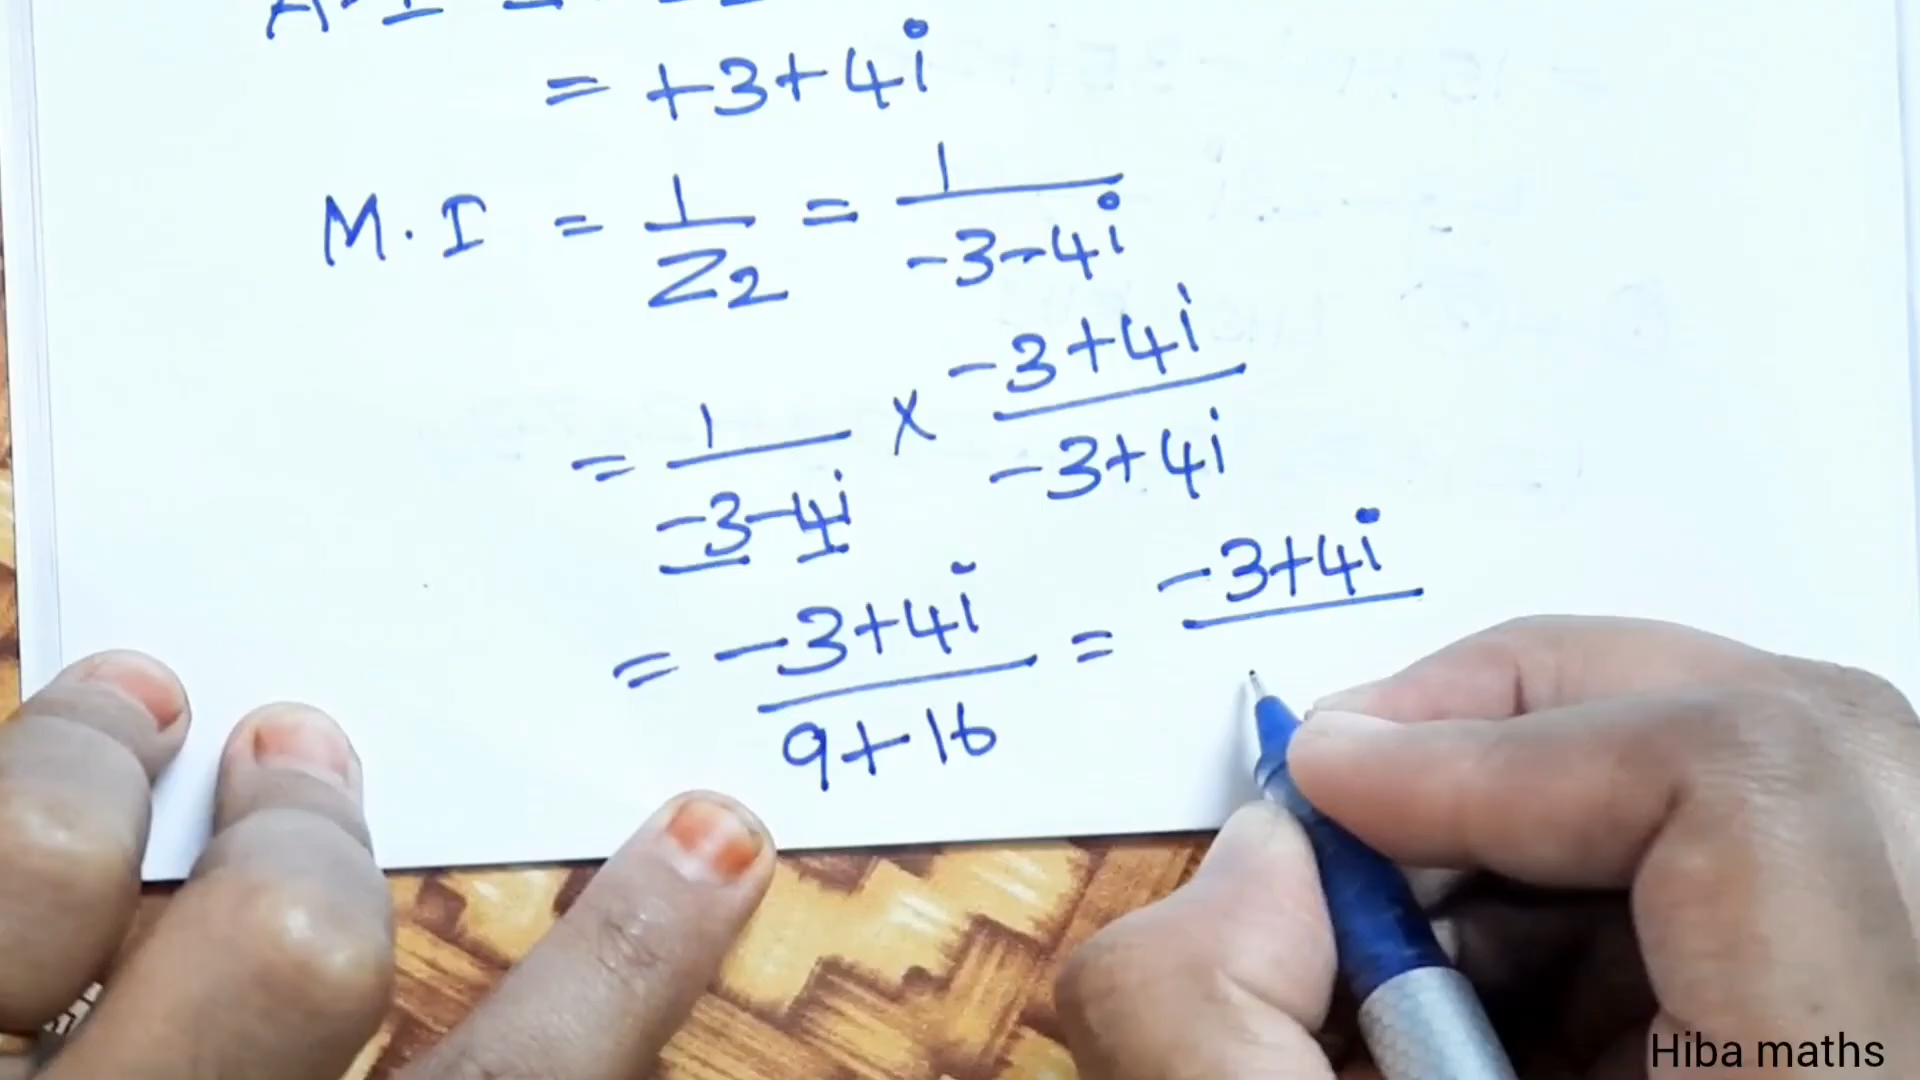 = +3+4i
M.I = 1/Z₂ = 1/-3-4i
= 1/-3-4i × -3+4i/-3+4i
= -3+4i/9+16 = -3+4i
Hiba maths